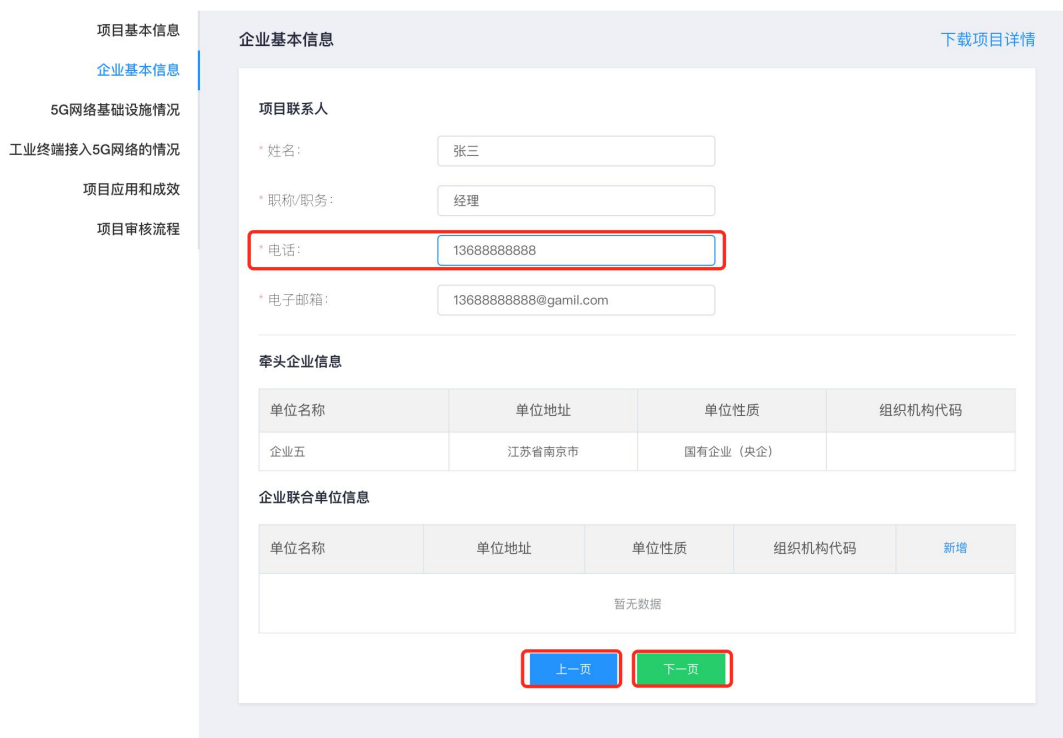 项目基本信息
企业基本信息
5G网络基础设施情况
工业终端接入5G网络的情况
项目应用和成效
项目审核流程
企业基本信息 下载项目详情
项目联系人
* 姓名: 张三
* 职称/职务: 经理
* 电话: 13688888888
* 电子邮箱: 13688888888@gamil.com
牵头企业信息
单位名称 单位地址 单位性质 组织机构代码
企业五 江苏省南京市 国有企业（央企）
企业联合单位信息
单位名称 单位地址 单位性质 组织机构代码 新增
暂无数据
上一页 下一页